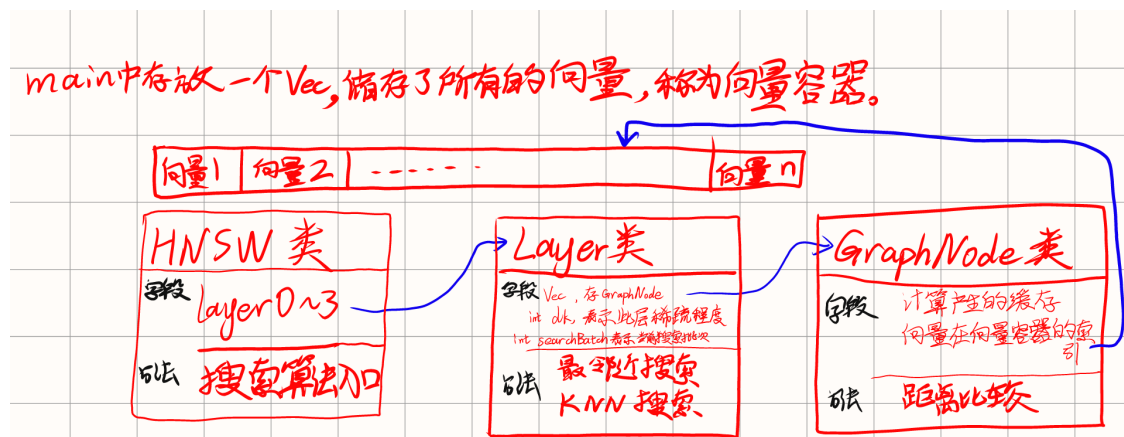 main中存放一个Vec,储存了所有的向量,称为向量容器。
向量1 向量2 ······ 向量n
HNSW类
字段
layer0~3
方法
搜索算法入口
Layer类
字段 Vec,存GraphNode
int dk,表示此层稀疏程度
int searchBatch表示当前搜索批次
方法
最邻近搜索
KNN搜索
GraphNode类
字段
计算产生的缓存
向量在向量容器的索
引
方法
距离比较